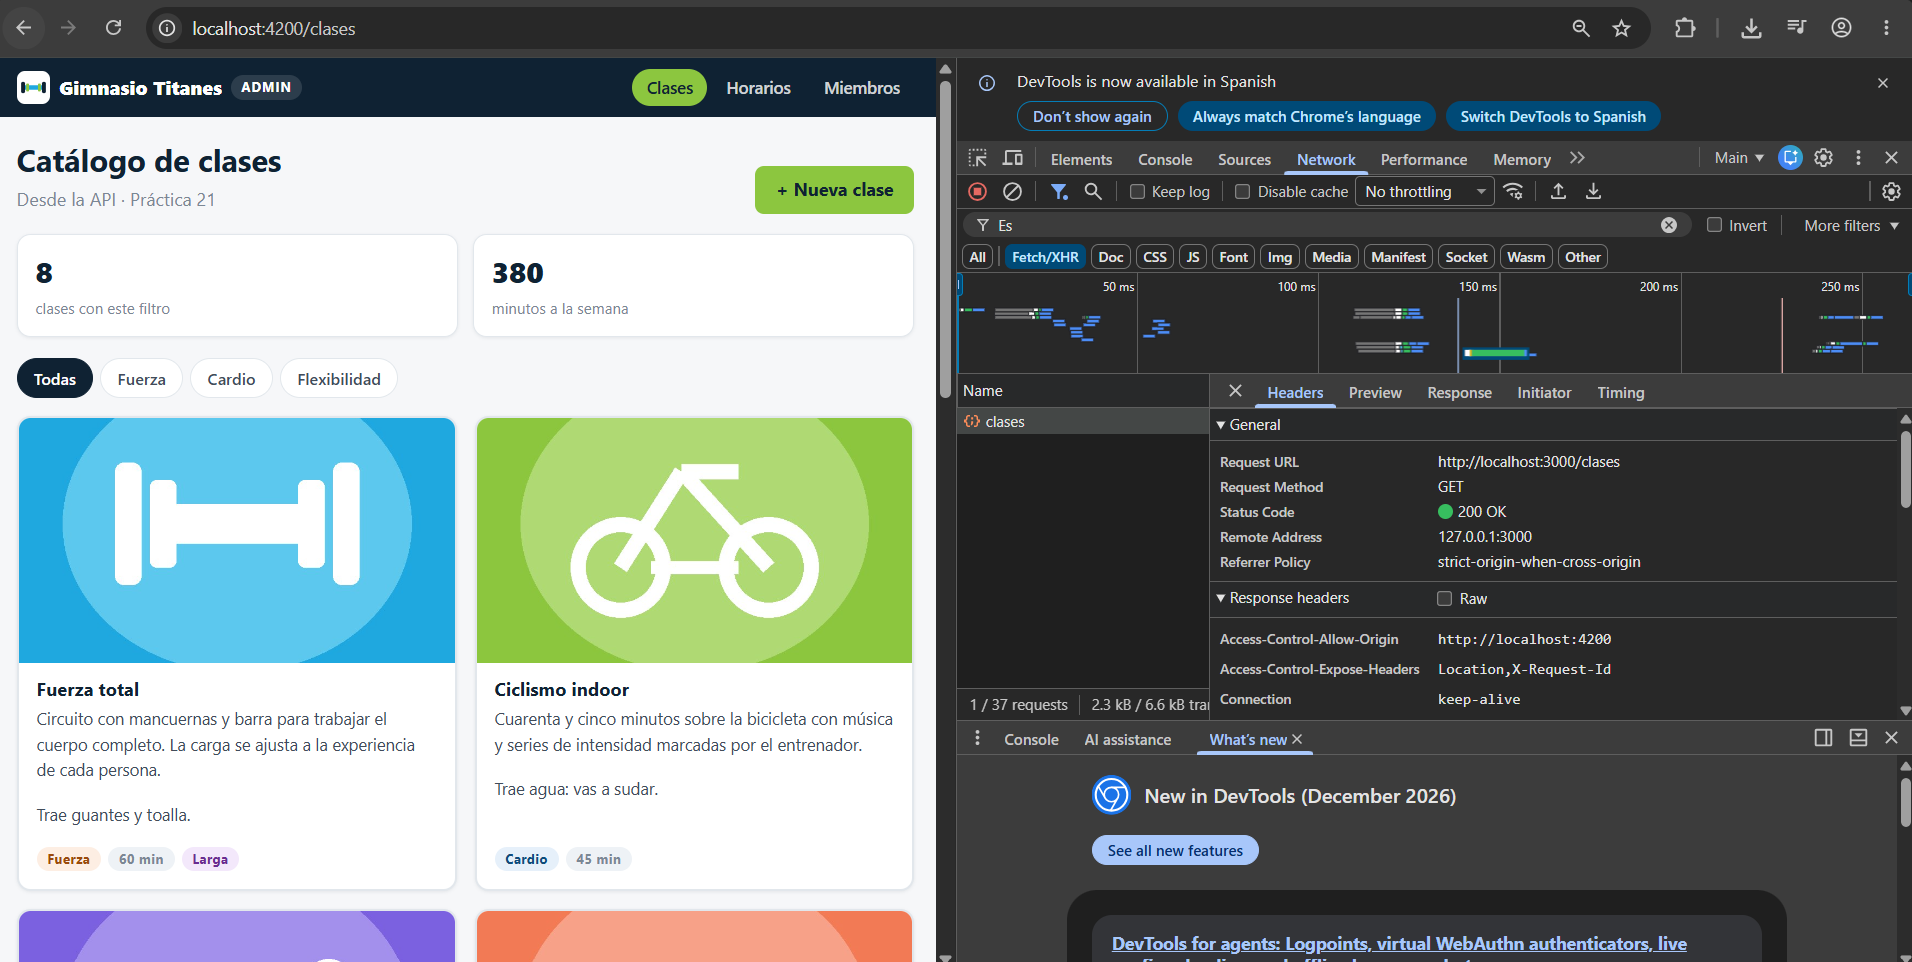 localhost:4200/clases
Gimnasio Titanes ADMIN Clases Horarios Miembros
Catálogo de clases
Desde la API · Práctica 21
+ Nueva clase
8
clases con este filtro
380
minutos a la semana
Todas Fuerza Cardio Flexibilidad
Fuerza total
Circuito con mancuernas y barra para trabajar el
cuerpo completo. La carga se ajusta a la experiencia
de cada persona.
Trae guantes y toalla.
Fuerza 60 min Larga
Ciclismo indoor
Cuarenta y cinco minutos sobre la bicicleta con música
y series de intensidad marcadas por el entrenador.
Trae agua: vas a sudar.
Cardio 45 min
DevTools is now available in Spanish
Don't show again Always match Chrome's language Switch DevTools to Spanish
Elements Console Sources Network Performance Memory Main
Keep log Disable cache No throttling
Es Invert More filters
All Fetch/XHR Doc CSS JS Font Img Media Manifest Socket Wasm Other
50 ms 100 ms 150 ms 200 ms 250 ms
Name
clases
1 / 37 requests 2.3 kB / 6.6 kB tra
Headers Preview Response Initiator Timing
General
Request URL http://localhost:3000/clases
Request Method GET
Status Code 200 OK
Remote Address 127.0.0.1:3000
Referrer Policy strict-origin-when-cross-origin
Response headers Raw
Access-Control-Allow-Origin http://localhost:4200
Access-Control-Expose-Headers Location,X-Request-Id
Connection keep-alive
Console AI assistance What's new
New in DevTools (December 2026)
See all new features
DevTools for agents: Logpoints, virtual WebAuthn authenticators, live